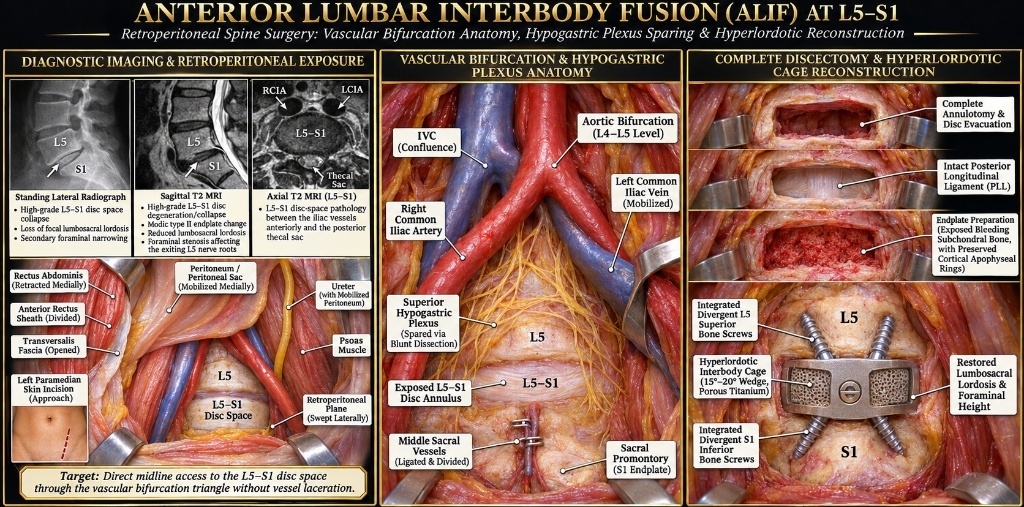 ANTERIOR LUMBAR INTERBODY FUSION (ALIF) AT L5–S1
Retroperitoneal Spine Surgery: Vascular Bifurcation Anatomy, Hypogastric Plexus Sparing & Hyperlordotic Reconstruction
DIAGNOSTIC IMAGING & RETROPERITONEAL EXPOSURE
L5
S1
L5
S1
RCIA
LCIA
L5–S1
Thecal
Sac
Standing Lateral Radiograph
• High-grade L5–S1 disc space
collapse
• Loss of focal lumbosacral lordosis
• Secondary foraminal narrowing
Sagittal T2 MRI
• High-grade L5–S1 disc
degeneration/collapse
• Modic type II endplate change
• Reduced lumbosacral lordosis
• Foraminal stenosis affecting
the exiting L5 nerve roots
Axial T2 MRI (L5–S1)
• L5–S1 disc-space pathology
between the iliac vessels
anteriorly and the posterior
thecal sac
Rectus Abdominis
(Retracted Medially)
Anterior Rectus
Sheath (Divided)
Transversalis
Fascia (Opened)
Left Paramedian
Skin Incision
(Approach)
Peritoneum /
Peritoneal Sac
(Mobilized Medially)
Ureter
(with Mobilized
Peritoneum)
Psoas
Muscle
L5
L5–S1
Disc Space
Retroperitoneal
Plane
(Swept Laterally)
Target: Direct midline access to the L5–S1 disc space
through the vascular bifurcation triangle without vessel laceration.
VASCULAR BIFURCATION & HYPOGASTRIC
PLEXUS ANATOMY
IVC
(Confluence)
Aortic Bifurcation
(L4–L5 Level)
Left Common
Iliac Vein
(Mobilized)
Right
Common
Iliac Artery
Superior
Hypogastric
Plexus
(Spared via
Blunt Dissection)
L5
Exposed L5–S1
Disc Annulus
L5–S1
Middle Sacral
Vessels
(Ligated & Divided)
Sacral
Promontory
(S1 Endplate)
COMPLETE DISCECTOMY & HYPERLORDOTIC
CAGE RECONSTRUCTION
Complete
Annulotomy &
Disc Evacuation
Intact Posterior
Longitudinal
Ligament (PLL)
Endplate Preparation
(Exposed Bleeding
Subchondral Bone,
with Preserved
Cortical Apophyseal
Rings)
Integrated
Divergent L5
Superior
Bone Screws
L5
Hyperlordotic
Interbody Cage
(15°–20° Wedge,
Porous Titanium)
Restored
Lumbosacral
Lordosis &
Foraminal
Height
Integrated
Divergent S1
Inferior
Bone Screws
S1